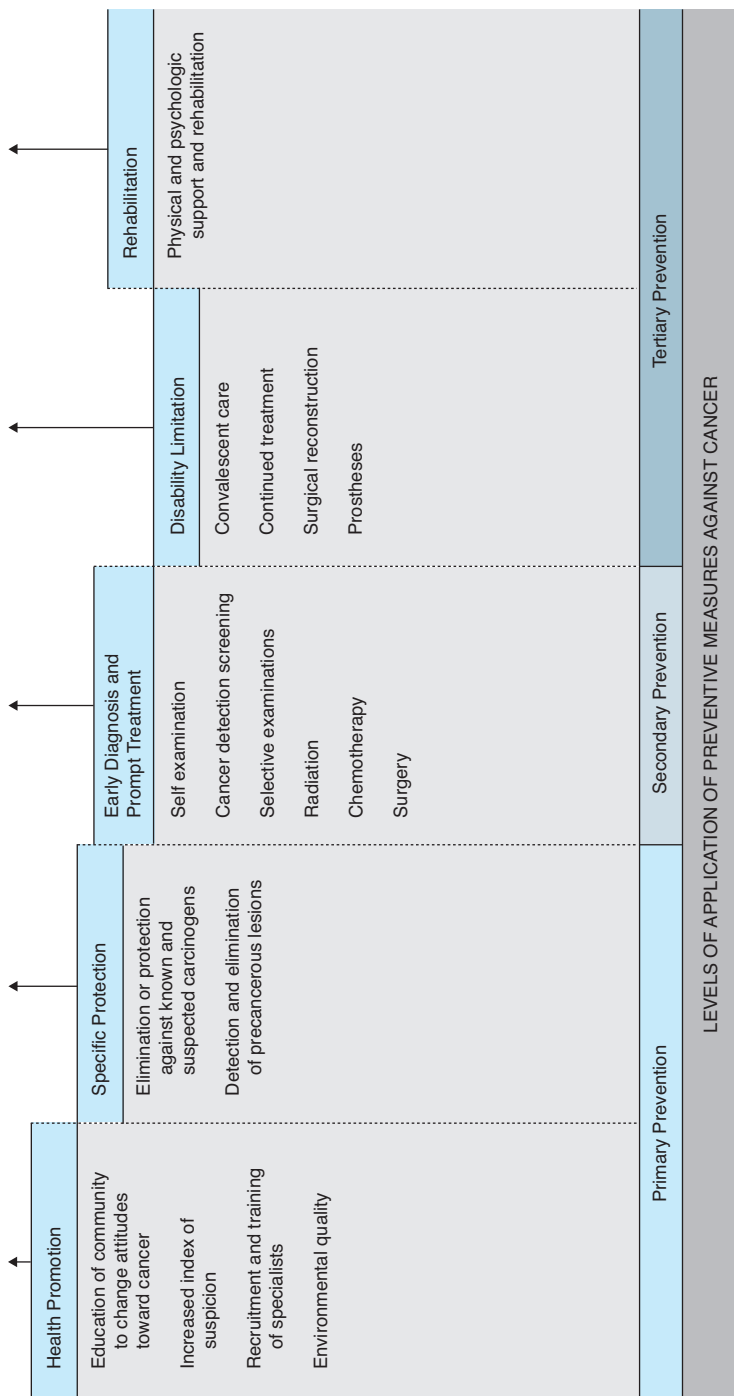 Health Promotion
Education of community
to change attitudes
toward cancer
Increased index of
suspicion
Recruitment and training
of specialists
Environmental quality
Specific Protection
Elimination or protection
against known and
suspected carcinogens
Detection and elimination
of precancerous lesions
Early Diagnosis and
Prompt Treatment
Self examination
Cancer detection screening
Selective examinations
Radiation
Chemotherapy
Surgery
Disability Limitation
Convalescent care
Continued treatment
Surgical reconstruction
Prostheses
Rehabilitation
Physical and psychologic
support and rehabilitation
Primary Prevention
Secondary Prevention
Tertiary Prevention
LEVELS OF APPLICATION OF PREVENTIVE MEASURES AGAINST CANCER